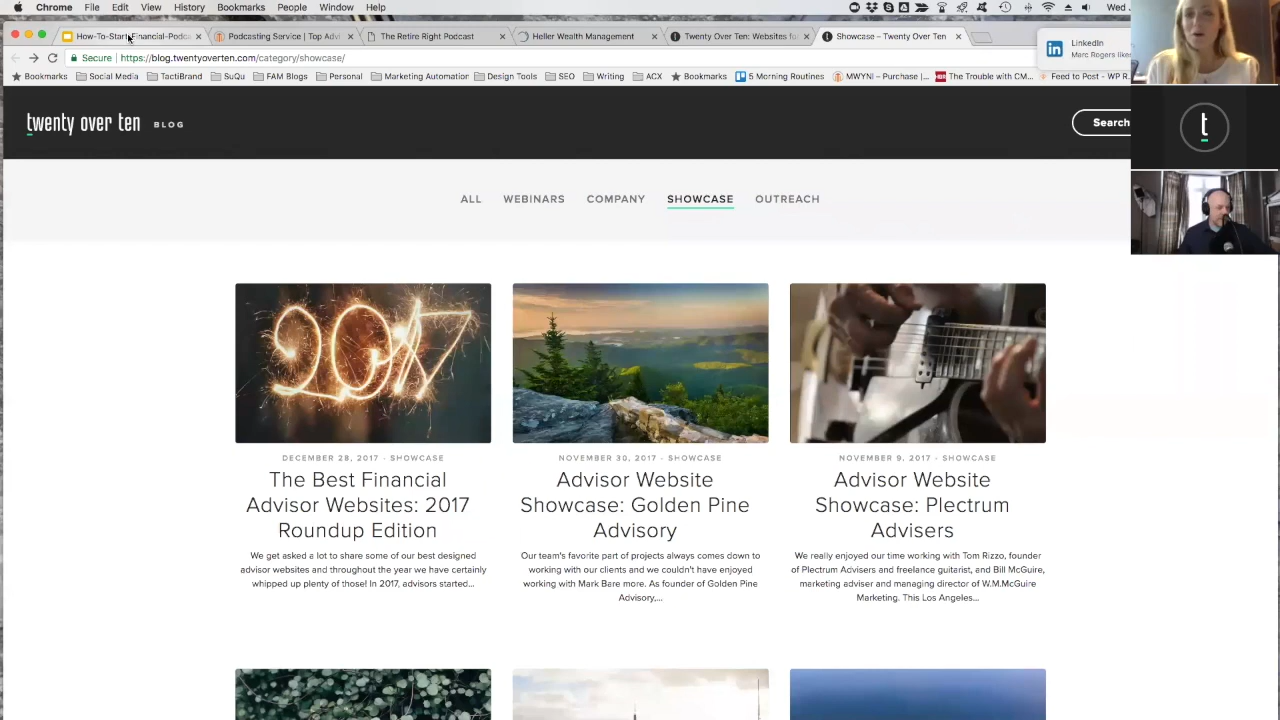 Chrome File Edit View History Bookmarks People Window Help Wed
How-To-Start-Financial-Podca
Podcasting Service | Top Advi
The Retire Right Podcast
Heller Wealth Management
Twenty Over Ten: Websites fo
Showcase – Twenty Over Ten
Secure https://blog.twentyoverten.com/category/showcase/
Bookmarks Social Media TactiBrand SuQu FAM Blogs Personal Marketing Automation Design Tools SEO Writing ACX Bookmarks 5 Morning Routines MWYNI – Purchase |... The Trouble with CM... Feed to Post - WP R...
LinkedIn
Marc Rogers likes
twenty over ten BLOG
Search
t
ALL WEBINARS COMPANY SHOWCASE OUTREACH
2017
DECEMBER 28, 2017 - SHOWCASE
The Best Financial
Advisor Websites: 2017
Roundup Edition
We get asked a lot to share some of our best designed
advisor websites and throughout the year we have certainly
whipped up plenty of those! In 2017, advisors started...
NOVEMBER 30, 2017 - SHOWCASE
Advisor Website
Showcase: Golden Pine
Advisory
Our team's favorite part of projects always comes down to
working with our clients and we couldn't have enjoyed
working with Mark Bare more. As founder of Golden Pine
Advisory,...
NOVEMBER 9, 2017 - SHOWCASE
Advisor Website
Showcase: Plectrum
Advisers
We really enjoyed our time working with Tom Rizzo, founder
of Plectrum Advisers and freelance guitarist, and Bill McGuire,
marketing adviser and managing director of W.M.McGuire
Marketing. This Los Angeles...